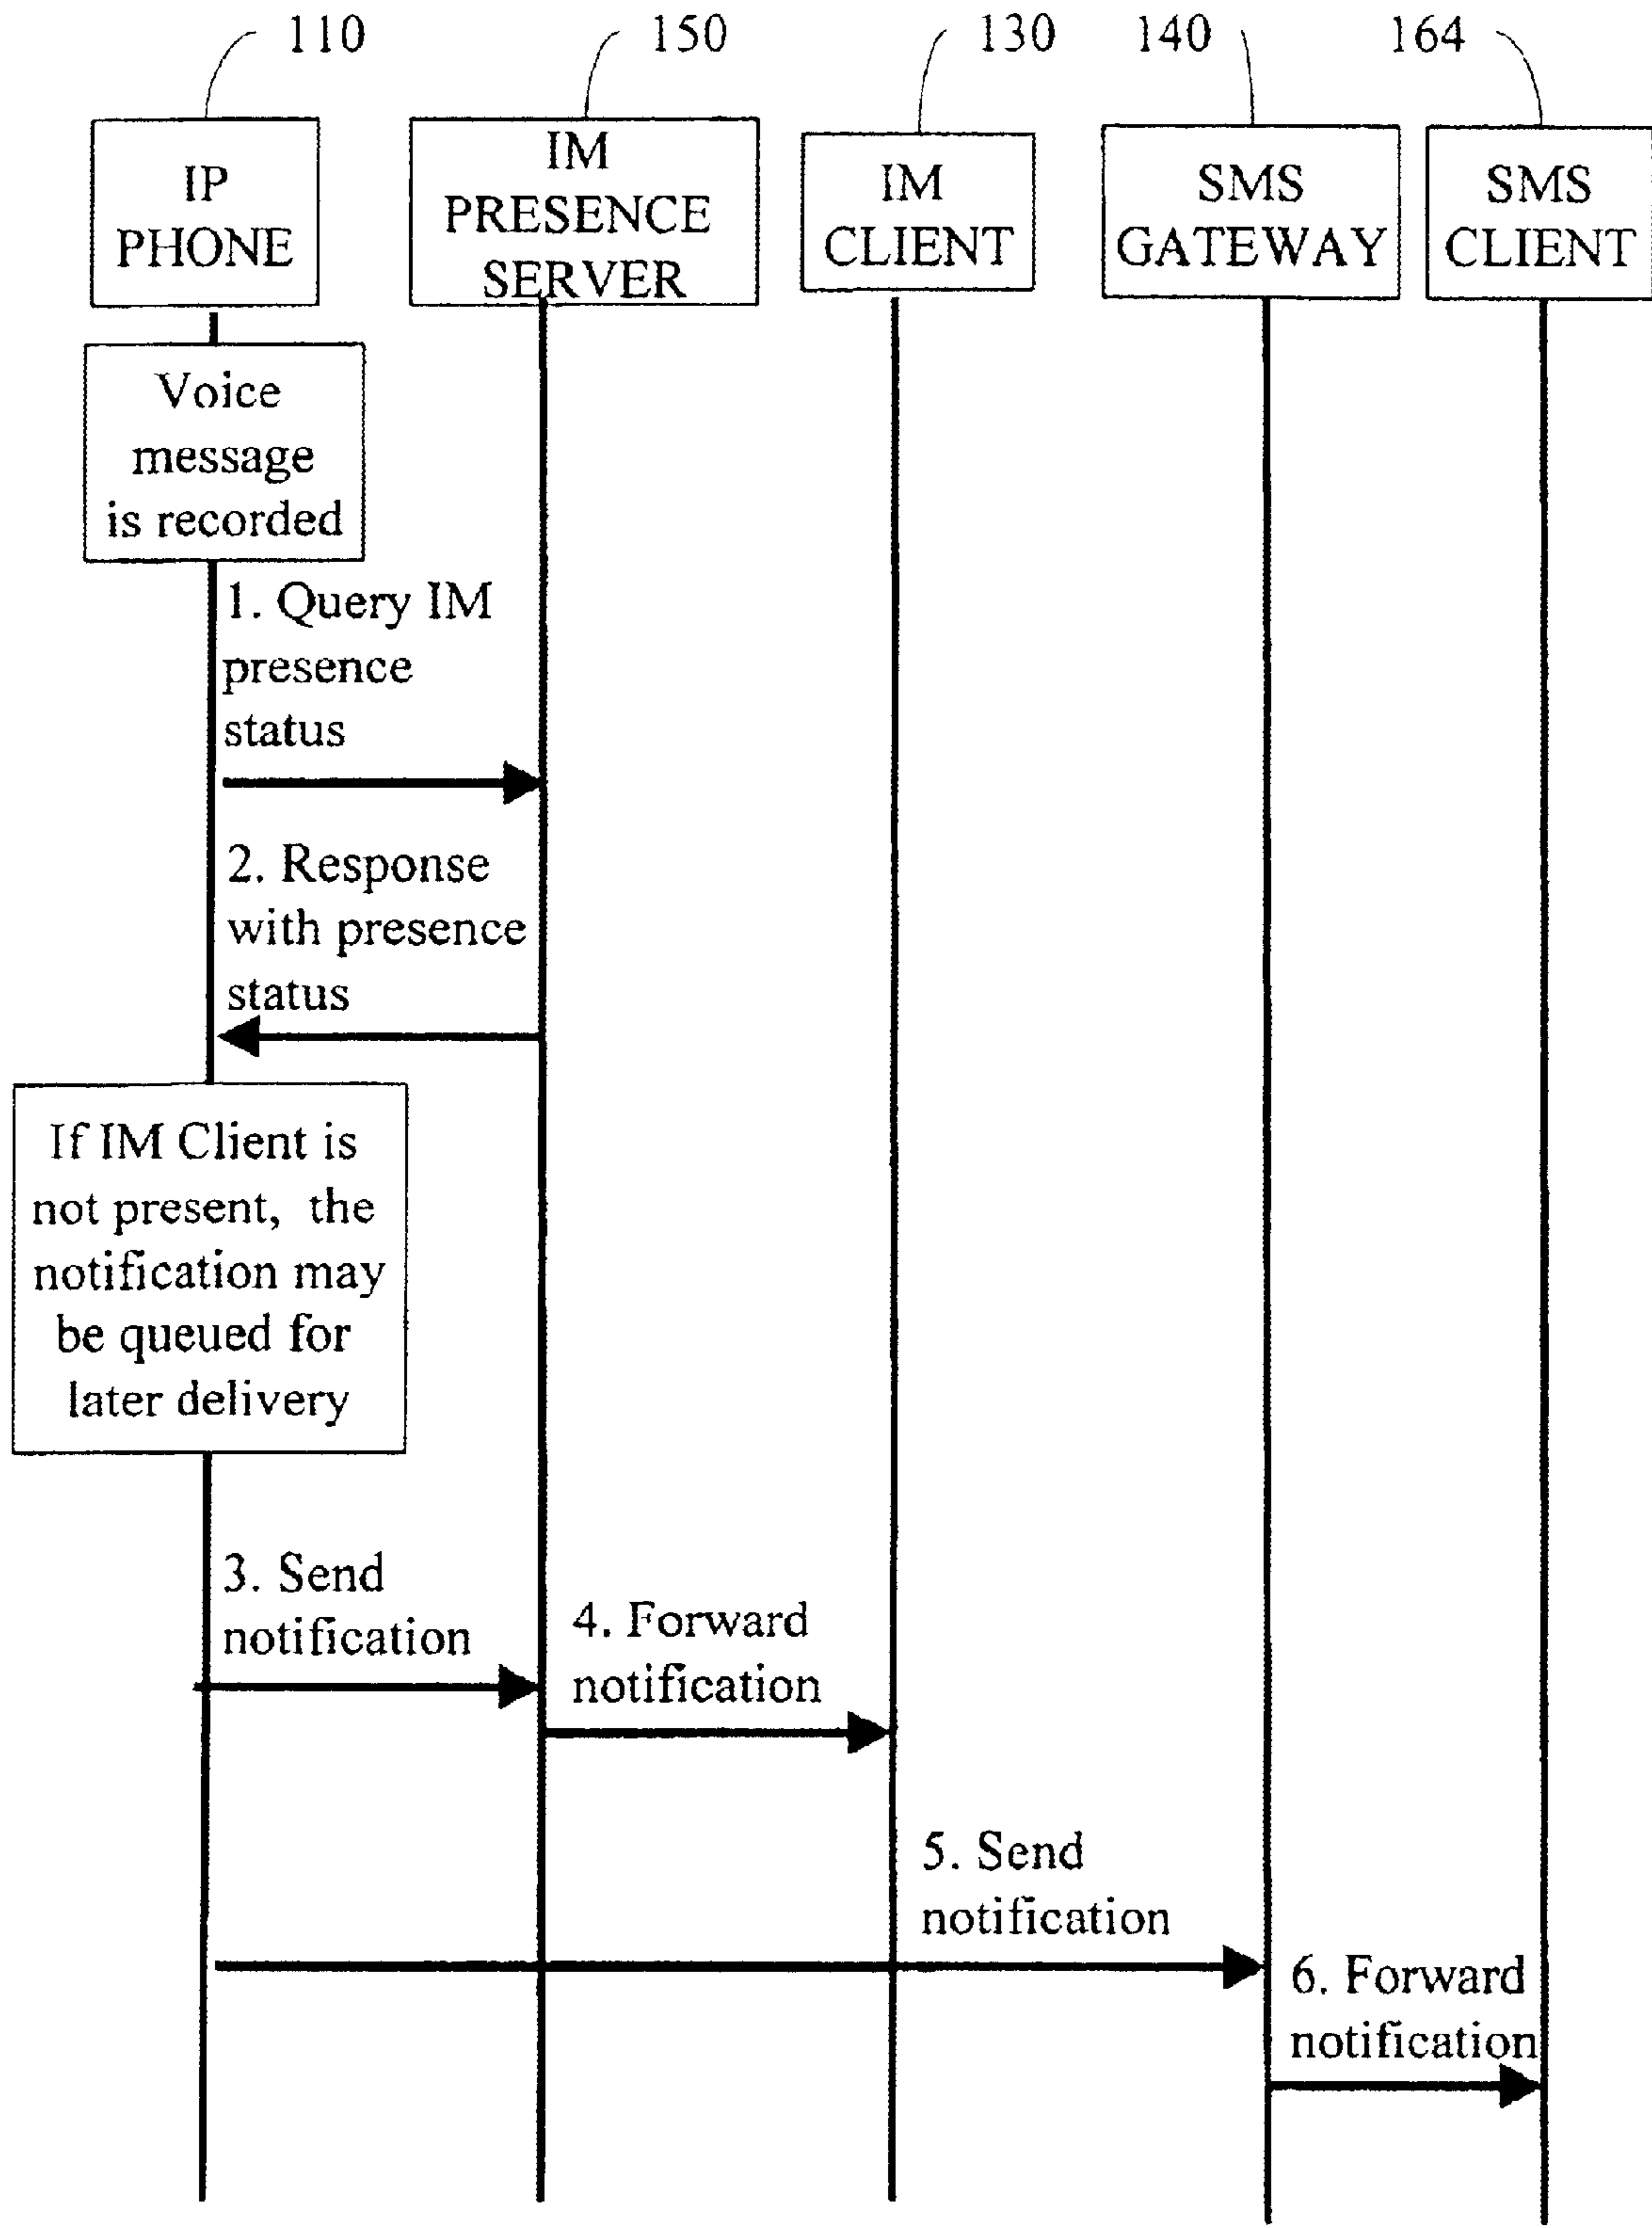 110
150
130
140
164
IP
PHONE
IM
PRESENCE
SERVER
IM
CLIENT
SMS
GATEWAY
SMS
CLIENT
Voice
message
is recorded
1. Query IM
presence
status
2. Response
with presence
status
If IM Client is
not present, the
notification may
be queued for
later delivery
3. Send
notification
4. Forward
notification
5. Send
notification
6. Forward
notification